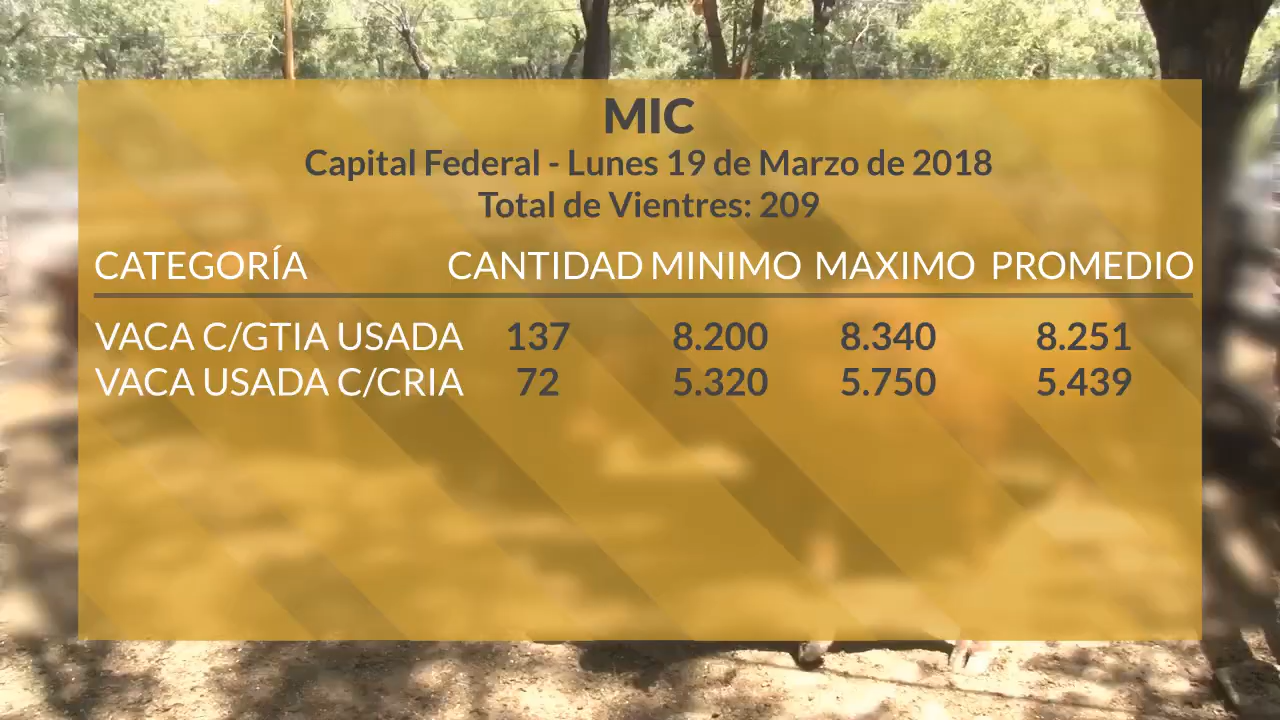 MIC
Capital Federal - Lunes 19 de Marzo de 2018
Total de Vientres: 209
CATEGORÍA CANTIDAD MINIMO MAXIMO PROMEDIO
VACA C/GTIA USADA 137 8.200 8.340 8.251
VACA USADA C/CRIA 72 5.320 5.750 5.439